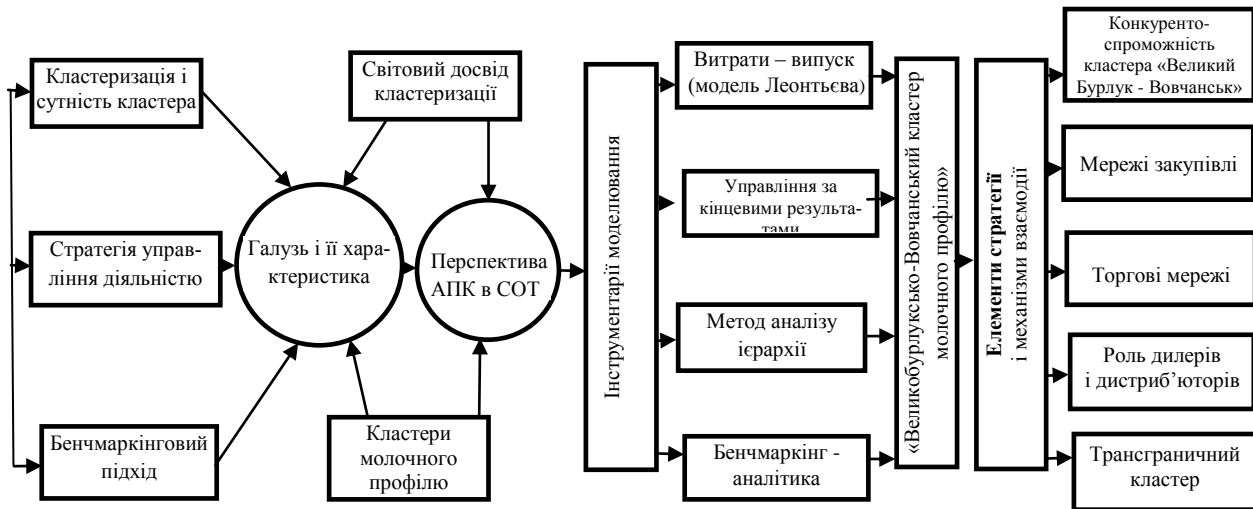 Кластеризація і
сутність кластера
Стратегія управ-
ління діяльністю
Бенчмаркінговий
підхід
Світовий досвід
кластеризації
Галузь і її хара-
ктеристика
Перспектива
АПК в СОТ
Кластери
молочного
профілю
Інструментарії моделювання
Витрати – випуск
(модель Леонтьєва)
Управління за
кінцевими результа-
тами
Метод аналізу
ієрархії
Бенчмаркінг -
аналітика
«Великобурлуксько-Вовчанський кластер
молочного профілю»
Елементи стратегії
і механізми взаємодії
Конкуренто-
спроможність
кластера «Великий
Бурлук - Вовчанськ»
Мережі закупівлі
Торгові мережі
Роль дилерів
і дистриб’юторів
Трансграничний
кластер